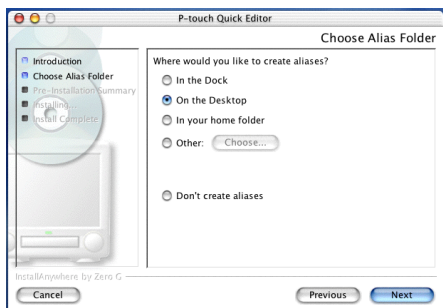 P-touch Quick Editor
Choose Alias Folder
Introduction
Choose Alias Folder
Pre-Installation Summary
Installing...
Install Complete
Where would you like to create aliases?
In the Dock
On the Desktop
In your home folder
Other: Choose...
Don't create aliases
InstallAnywhere by Zero G
Cancel Previous Next